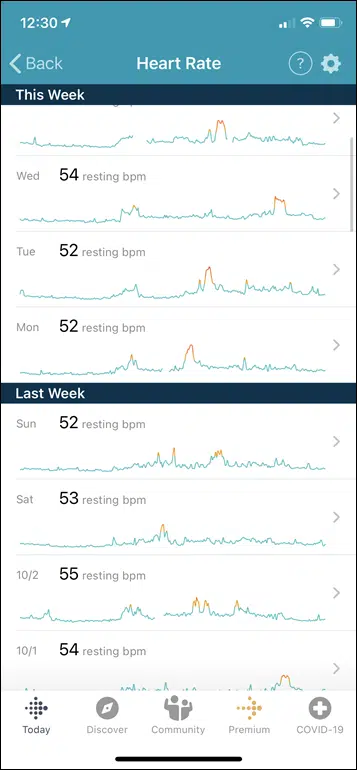 12:30
Back Heart Rate ?
This Week
Wed 54 resting bpm
Tue 52 resting bpm
Mon 52 resting bpm
Last Week
Sun 52 resting bpm
Sat 53 resting bpm
10/2 55 resting bpm
10/1 54 resting bpm
Today Discover Community Premium COVID-19